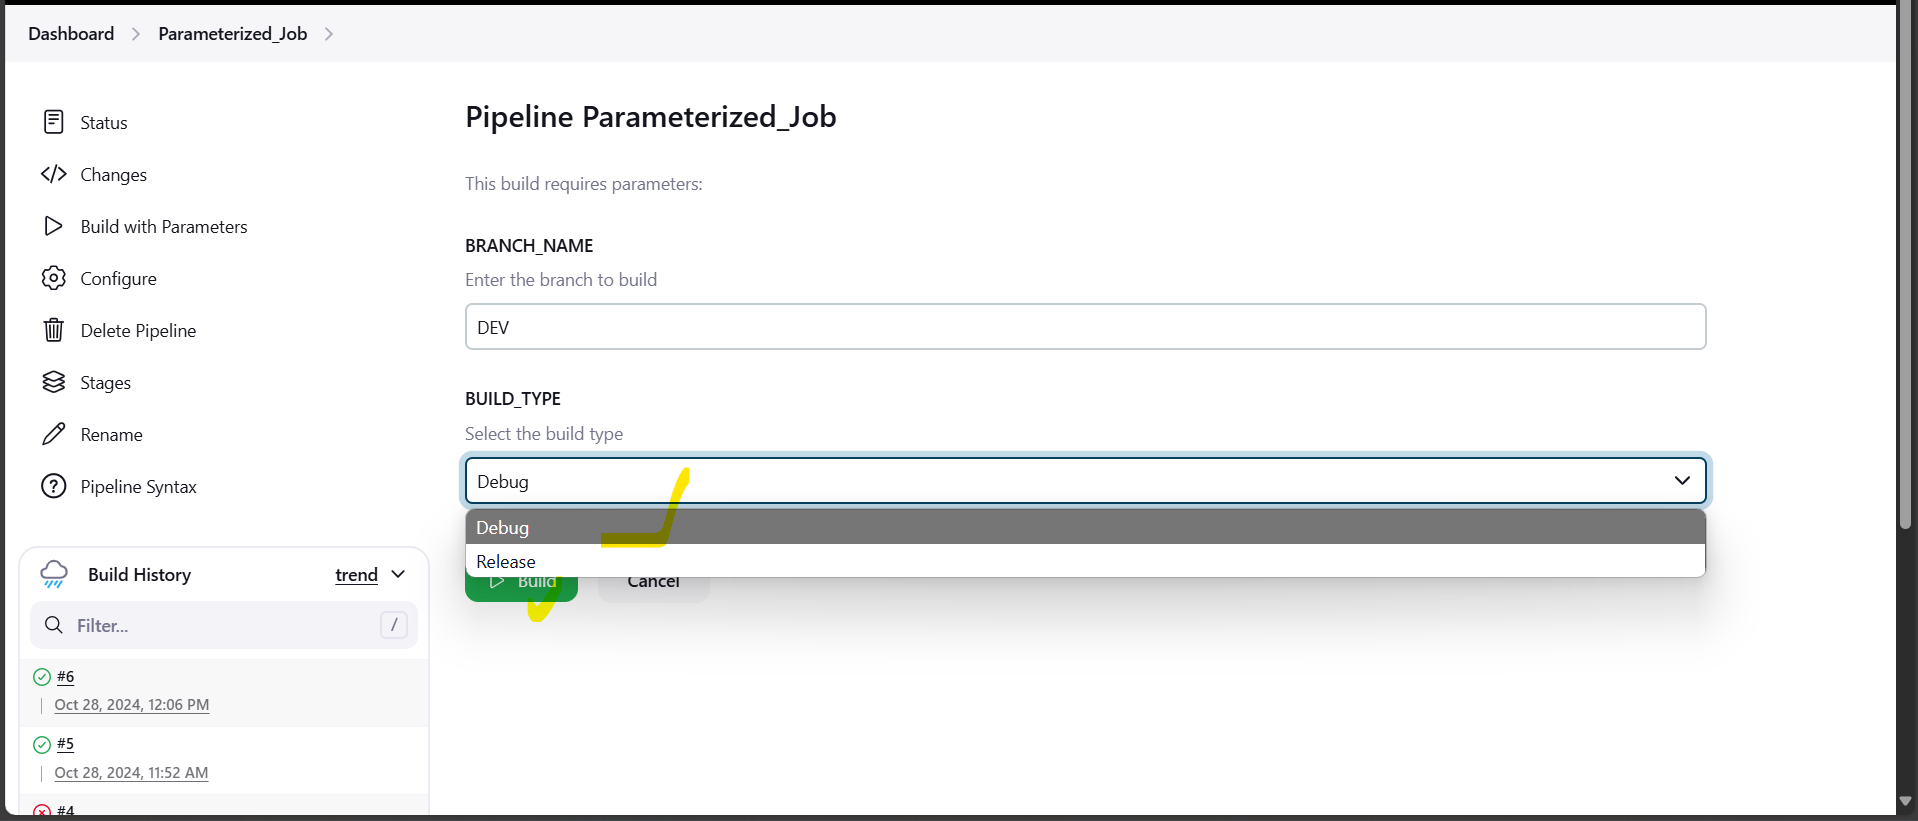 Dashboard > Parameterized_Job >
Status
Changes
Build with Parameters
Configure
Delete Pipeline
Stages
Rename
Pipeline Syntax
Build History
trend
Filter...
/
#6
Oct 28, 2024, 12:06 PM
#5
Oct 28, 2024, 11:52 AM
#4
Pipeline Parameterized_Job
This build requires parameters:
BRANCH_NAME
Enter the branch to build
DEV
BUILD_TYPE
Select the build type
Debug
Debug
Release
Build
Cancel